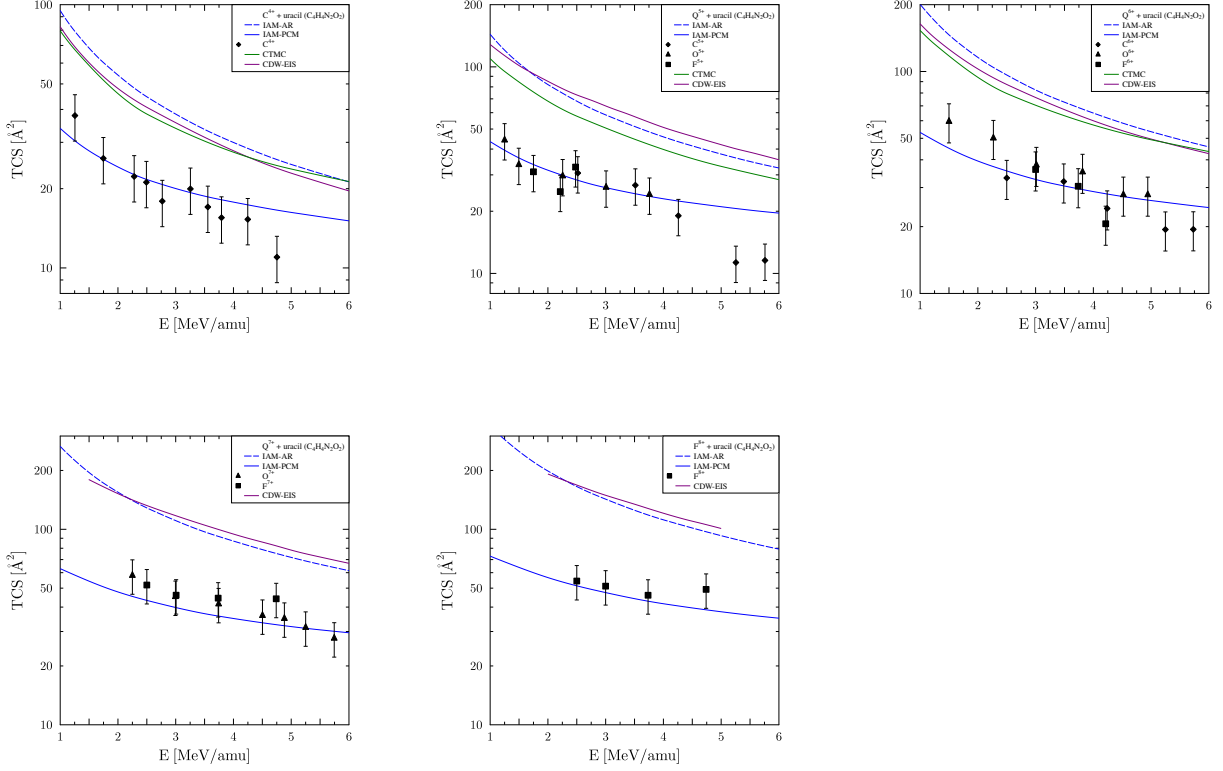 C⁴⁺ + uracil (C₄H₄N₂O₂)
IAM-AR
IAM-PCM
C⁴⁺
CTMC
CDW-EIS
100
50
20
10
TCS [Å²]
1 2 3 4 5 6
E [MeV/amu]
Q⁵⁺ + uracil (C₄H₄N₂O₂)
IAM-AR
IAM-PCM
C⁵⁺
O⁵⁺
F⁵⁺
CTMC
CDW-EIS
200
100
50
20
10
TCS [Å²]
1 2 3 4 5 6
E [MeV/amu]
Q⁶⁺ + uracil (C₄H₄N₂O₂)
IAM-AR
IAM-PCM
C⁶⁺
O⁶⁺
F⁶⁺
CTMC
CDW-EIS
200
100
50
20
10
TCS [Å²]
1 2 3 4 5 6
E [MeV/amu]
Q⁷⁺ + uracil (C₄H₄N₂O₂)
IAM-AR
IAM-PCM
O⁷⁺
F⁷⁺
CDW-EIS
200
100
50
20
10
TCS [Å²]
1 2 3 4 5 6
E [MeV/amu]
F⁸⁺ + uracil (C₄H₄N₂O₂)
IAM-AR
IAM-PCM
F⁸⁺
CDW-EIS
200
100
50
20
10
TCS [Å²]
1 2 3 4 5 6
E [MeV/amu]